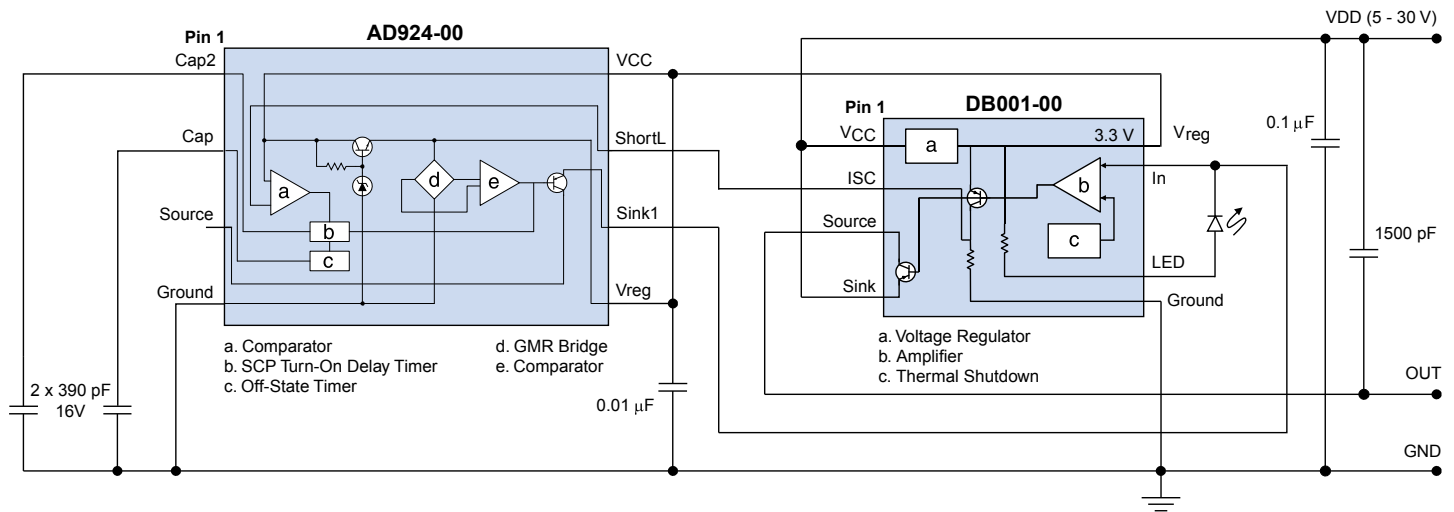 VDD (5 - 30 V)
AD924-00
Pin 1
Cap2
VCC
Cap
ShortL
Source
Sink1
Ground
Vreg
a
b
c
d
e
a. Comparator
b. SCP Turn-On Delay Timer
c. Off-State Timer
d. GMR Bridge
e. Comparator
2 x 390 pF
16V
0.01 μF
DB001-00
Pin 1
VCC
3.3 V
Vreg
ISC
In
Source
LED
Sink
Ground
a
b
c
a. Voltage Regulator
b. Amplifier
c. Thermal Shutdown
0.1 μF
1500 pF
OUT
GND